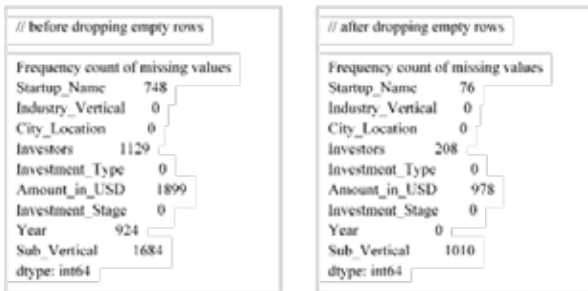 // before dropping empty rows
Frequency count of missing values
Startup_Name 748
Industry_Vertical 0
City_Location 0
Investors 1129
Investment_Type 0
Amount_in_USD 1899
Investment_Stage 0
Year 924
Sub_Vertical 1684
dtype: int64
// after dropping empty rows
Frequency count of missing values
Startup_Name 76
Industry_Vertical 0
City_Location 0
Investors 208
Investment_Type 0
Amount_in_USD 978
Investment_Stage 0
Year 0
Sub_Vertical 1010
dtype: int64